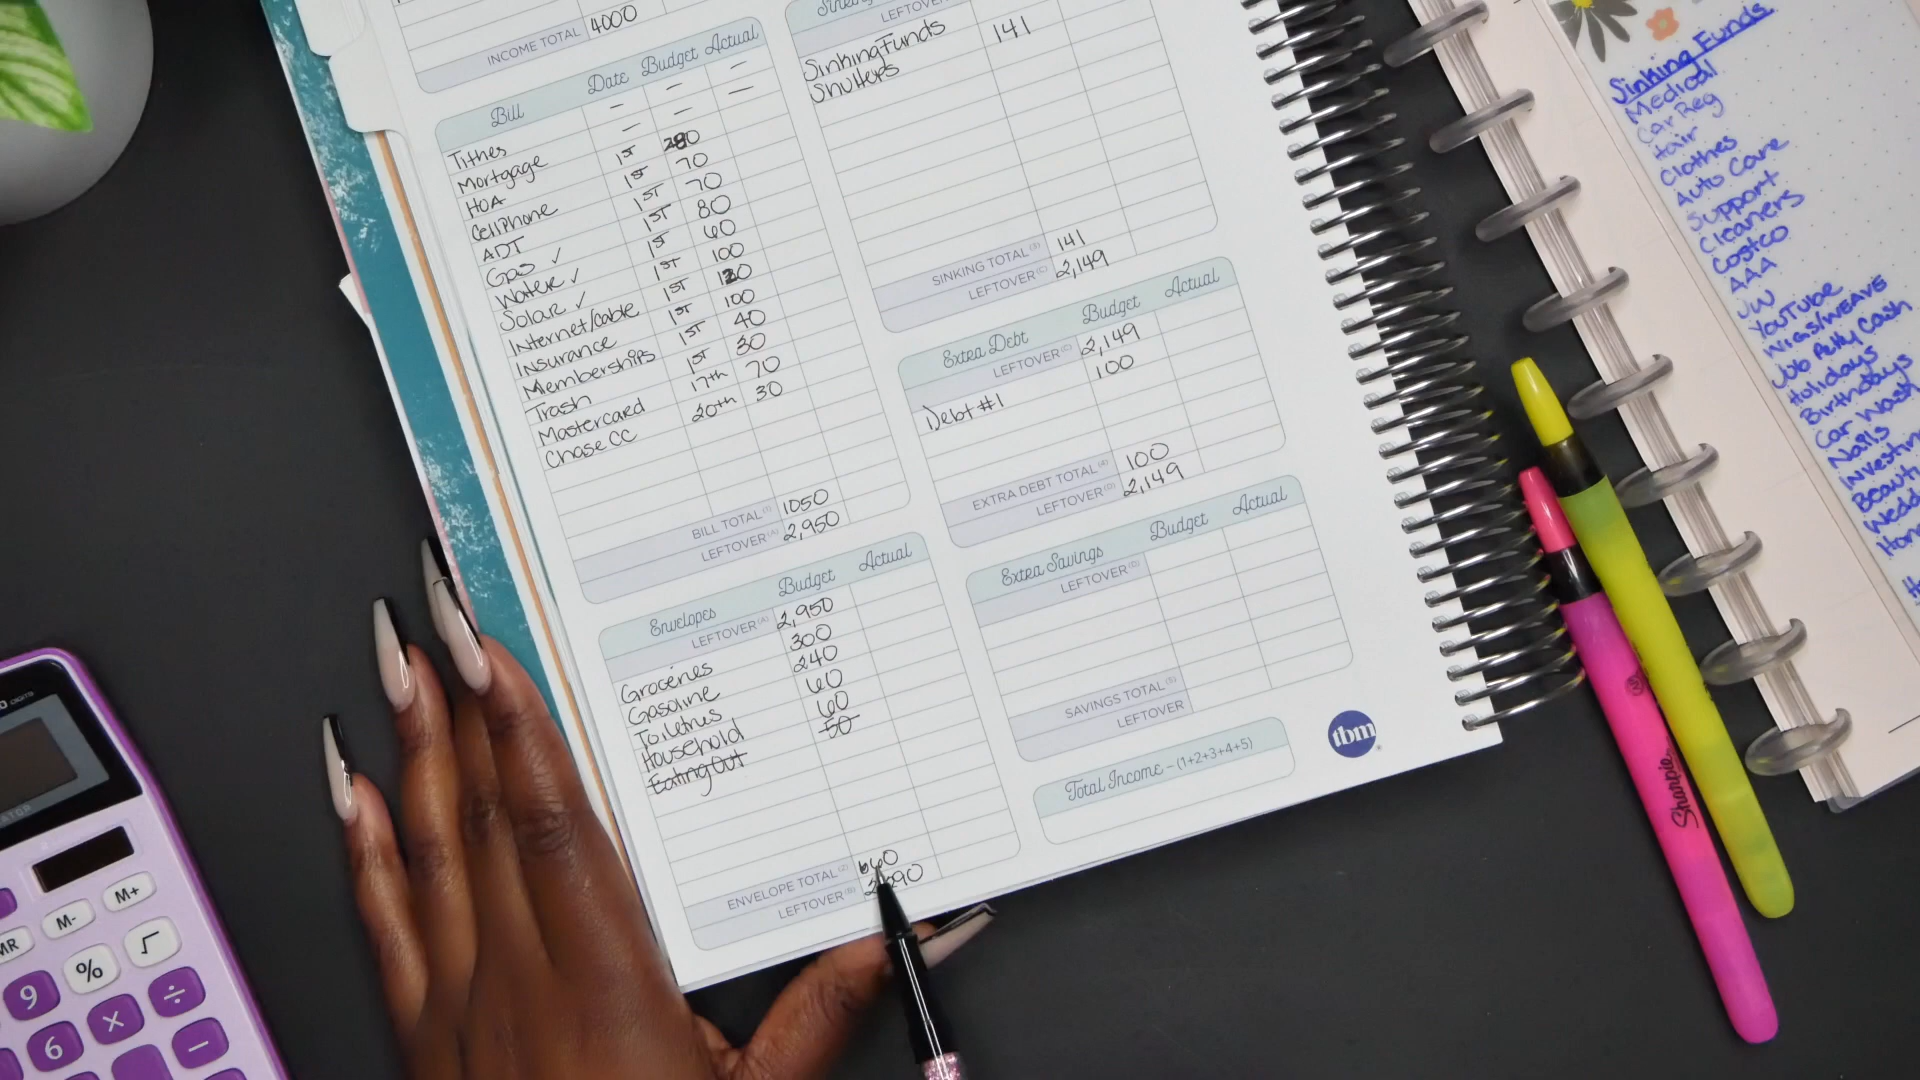 INCOME TOTAL 4000
Bill Date Budget Actual
Tithes — — —
Mortgage — — —
HOA 1ST 280
Cellphone 1ST 70
ADT 1ST 70
Gas ✓ 1ST 80
Water ✓ 1ST 60
Solar ✓ 1ST 100
Internet/Cable 1ST 120
Insurance 1ST 100
Memberships 1ST 40
Trash 1ST 30
Mastercard 17th 70
Chase CC 20th 30
BILL TOTAL (1) 1050
LEFTOVER (A) 2,950
Envelopes Budget Actual
LEFTOVER (A) 2,950
Groceries 300
Gasoline 240
Toiletries 60
Household 60
Eating Out 50
ENVELOPE TOTAL (2) 660
LEFTOVER (B) 2290
LEFTOVER
Sinking Funds 141
Shutters
SINKING TOTAL (3) 141
LEFTOVER (C) 2,149
Extra Debt Budget Actual
LEFTOVER (C) 2,149
100
Debt #1
EXTRA DEBT TOTAL (4) 100
LEFTOVER (D) 2,149
Extra Savings Budget Actual
LEFTOVER (D)
SAVINGS TOTAL (5)
LEFTOVER
Total Income – (1+2+3+4+5)
tbm
Sinking Funds
Medical
Car Reg
Hair
Clothes
Auto Care
Support
Cleaners
Costco
AAA
YouTube
Wigs/Weave
Job Petty Cash
Holidays
Birthdays
Car Wash
Nails
Sharpie
MR
M-
M+
%
√
9
×
÷
6
−